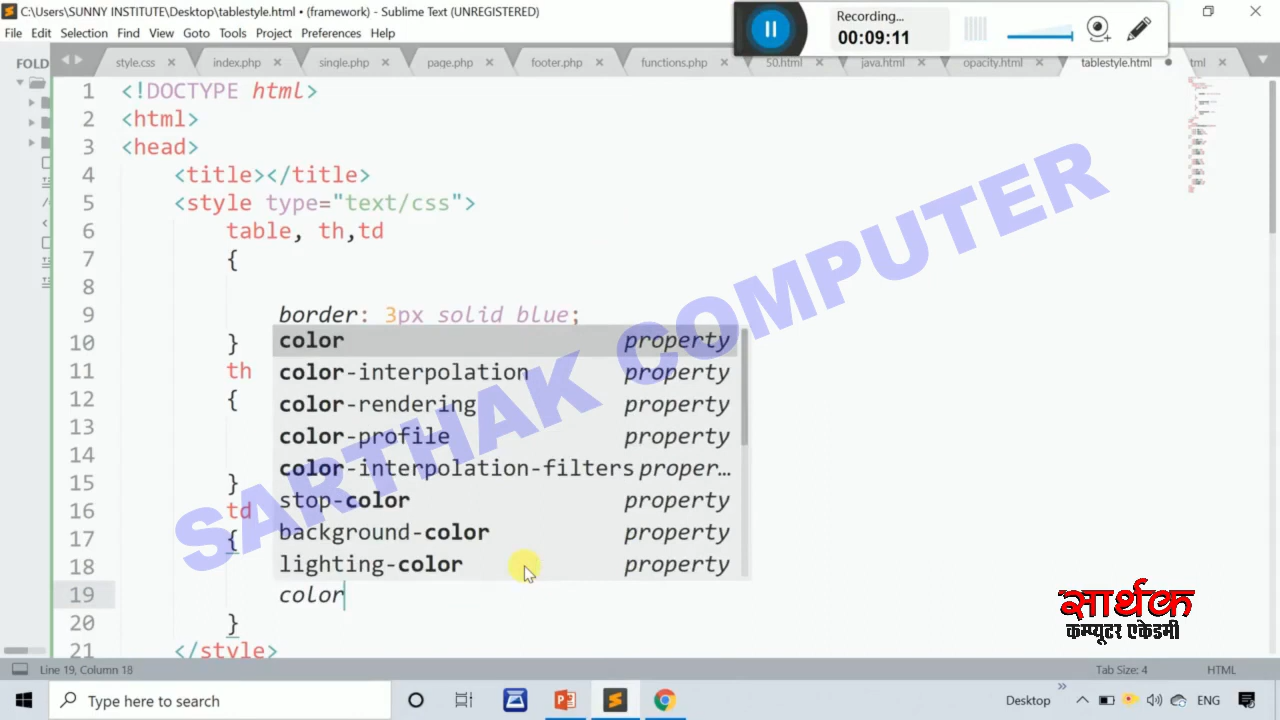 C:\Users\SUNNY INSTITUTE\Desktop\tablestyle.html • (framework) - Sublime Text (UNREGISTERED)
Recording...
00:09:11
File Edit Selection Find View Goto Tools Project Preferences Help
FOLD
style.css index.php single.php page.php footer.php functions.php 50.html java.html opacity.html tablestyle.html tml
1 <!DOCTYPE html>
2 <html>
3 <head>
4 <title></title>
5 <style type="text/css">
6 table, th,td
7 {
8
9 border: 3px solid blue;
10 }
11 th
12 {
13
14
15 }
16 td
17 {
18
19 color
20 }
21 </style>
color property
color-interpolation property
color-rendering property
color-profile property
color-interpolation-filters proper…
stop-color property
background-color property
lighting-color property
SARTHAK COMPUTER
सार्थक
कम्प्यूटर एकेडमी
Line 19, Column 18
Tab Size: 4
HTML
Type here to search
Desktop
ENG